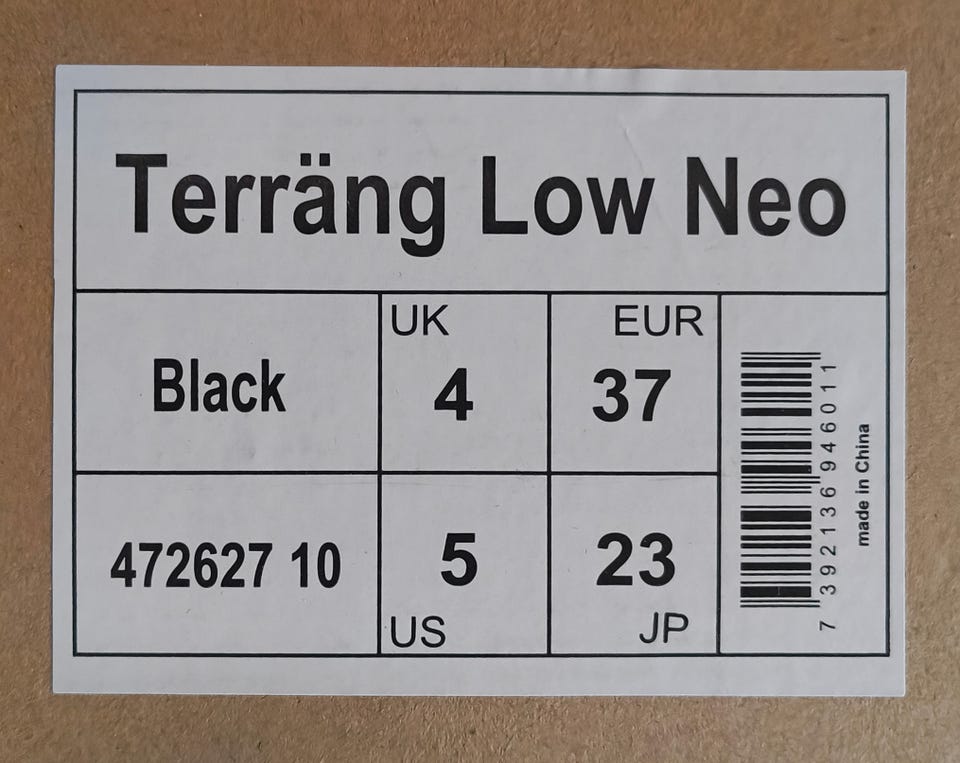 Terräng Low Neo
Black
UK
4
EUR
37
472627 10
5
US
23
JP
7 392136 946011
made in China